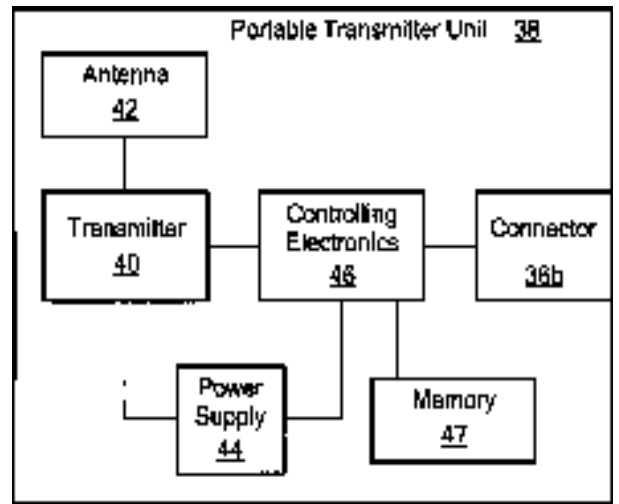 Portable Transmitter Unit 38
Antenna
42
Transmitter
40
Controlling
Electronics
46
Connector
36b
Power
Supply
44
Memory
47